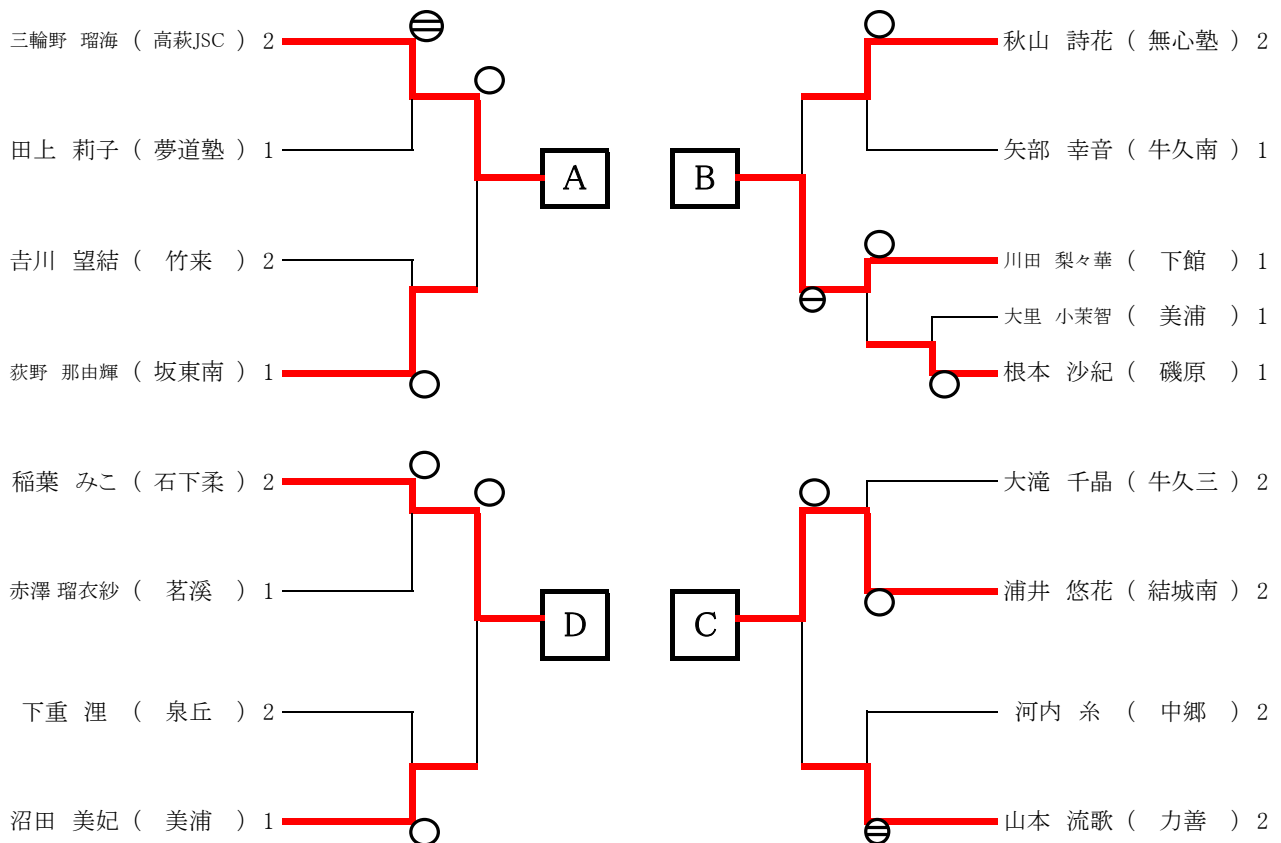 三輪野 瑠海 ( 高萩JSC ) 2
田上 莉子 ( 夢道塾 ) 1
A
吉川 望結 ( 竹来 ) 2
荻野 那由輝 ( 坂東南 ) 1
秋山 詩花 ( 無心塾 ) 2
矢部 幸音 ( 牛久南 ) 1
B
川田 梨々華 ( 下館 ) 1
大里 小茉智 ( 美浦 ) 1
根本 沙紀 ( 磯原 ) 1
稲葉 みこ ( 石下柔 ) 2
赤澤 瑠衣紗 ( 茗溪 ) 1
D
下重 浬 ( 泉丘 ) 2
沼田 美妃 ( 美浦 ) 1
大滝 千晶 ( 牛久三 ) 2
浦井 悠花 ( 結城南 ) 2
C
河内 糸 ( 中郷 ) 2
山本 流歌 ( 力善 ) 2